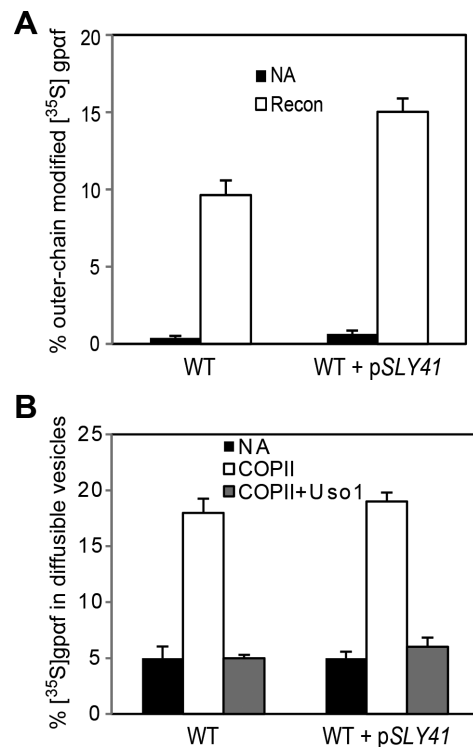 A
% outer-chain modified [³⁵S] gpαf
20
15
10
5
0
NA
Recon
WT
WT + pSLY41
B
% [³⁵S]gpαf in diffusible vesicles
25
20
15
10
5
0
NA
COPII
COPII+Uso1
WT
WT + pSLY41